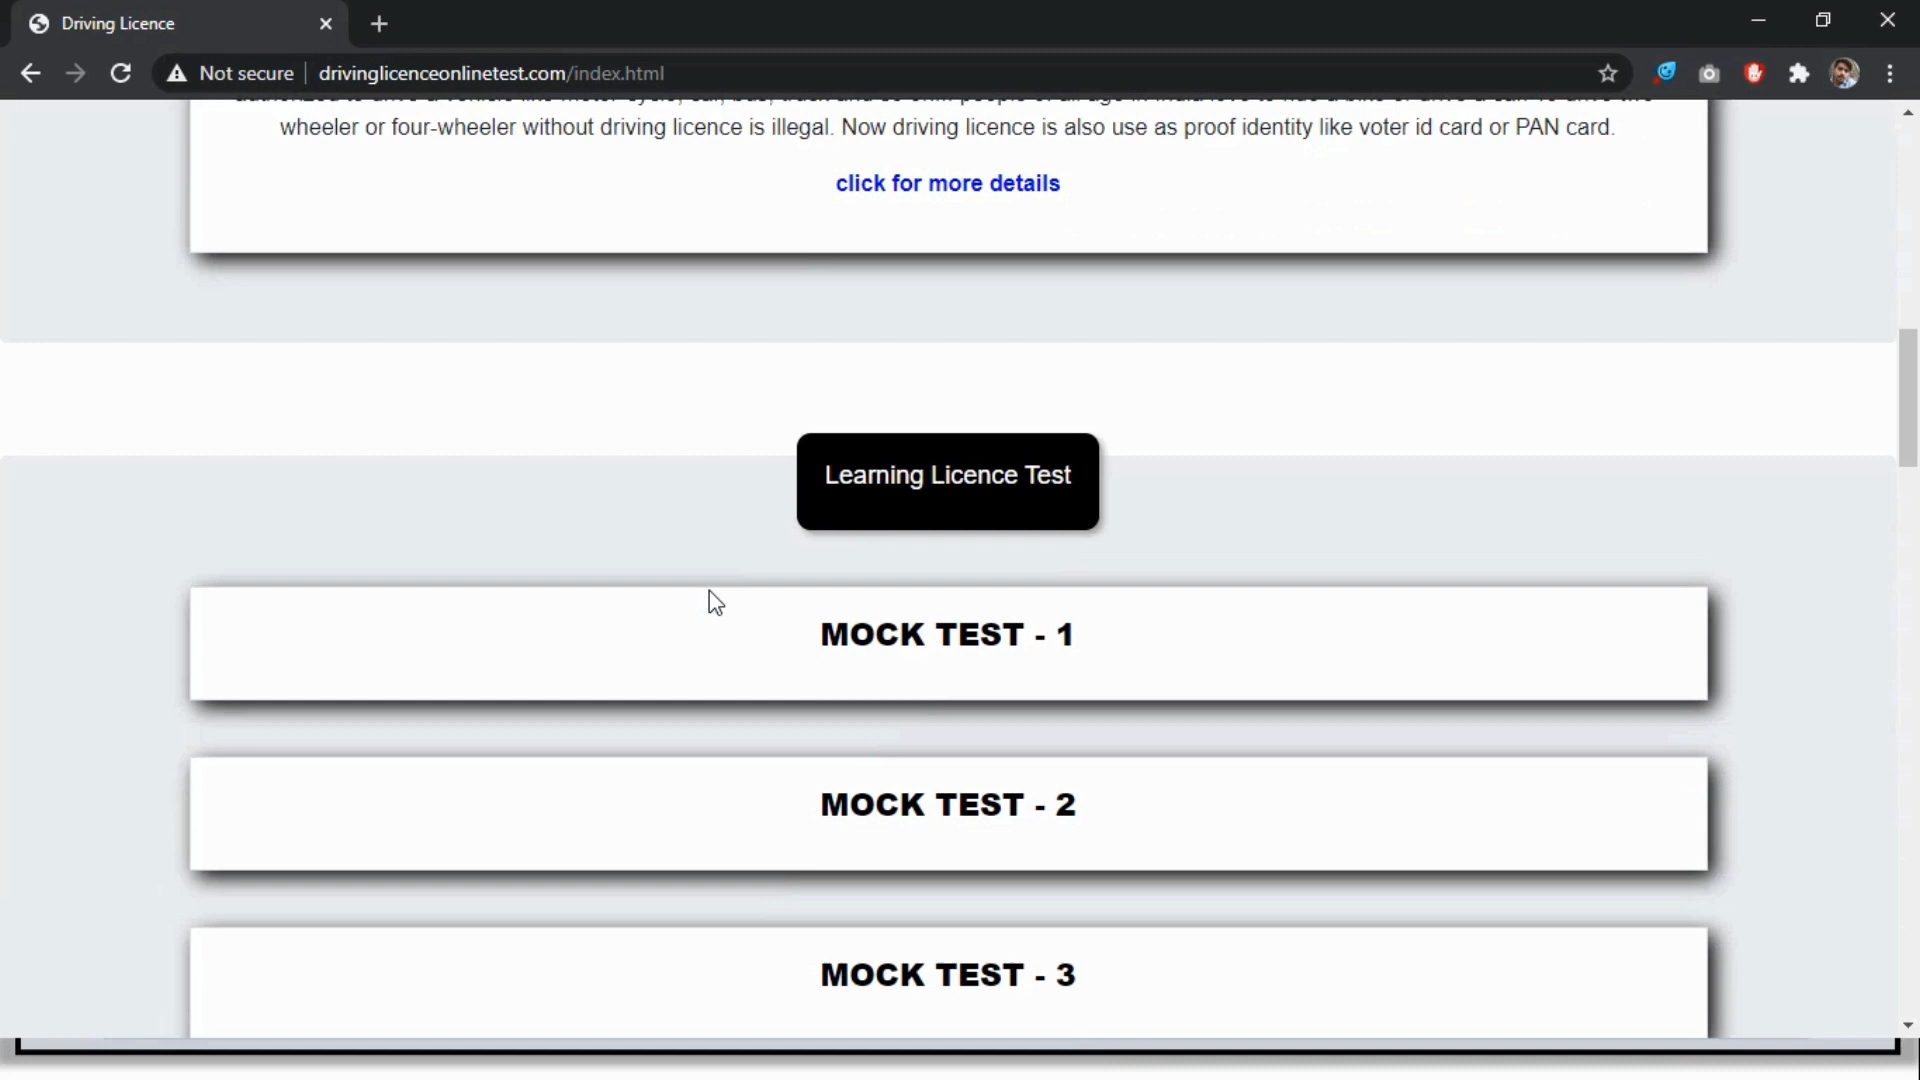 Driving Licence
Not secure
drivinglicenceonlinetest.com/index.html
wheeler or four-wheeler without driving licence is illegal. Now driving licence is also use as proof identity like voter id card or PAN card.
click for more details
Learning Licence Test
MOCK TEST - 1
MOCK TEST - 2
MOCK TEST - 3